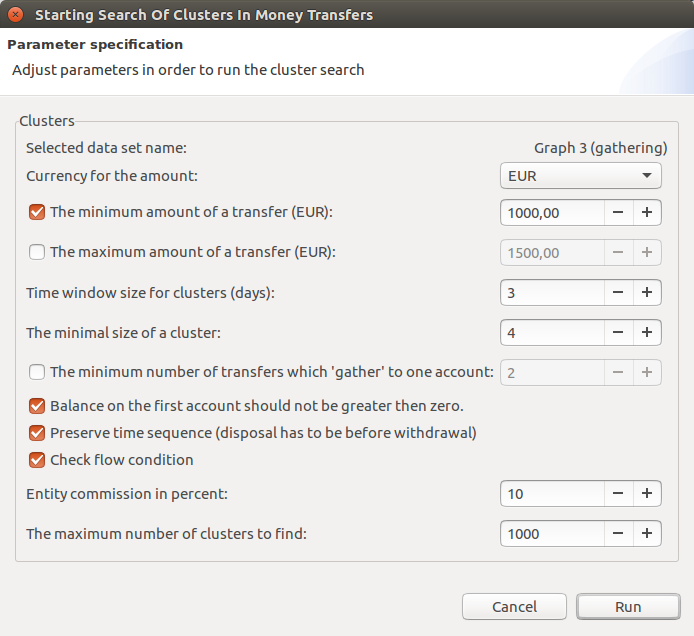 Starting Search Of Clusters In Money Transfers
Parameter specification
Adjust parameters in order to run the cluster search
Clusters
Selected data set name: Graph 3 (gathering)
Currency for the amount: EUR
The minimum amount of a transfer (EUR): 1000,00 − +
The maximum amount of a transfer (EUR): 1500,00 − +
Time window size for clusters (days): 3 − +
The minimal size of a cluster: 4 − +
The minimum number of transfers which 'gather' to one account: 2 − +
Balance on the first account should not be greater then zero.
Preserve time sequence (disposal has to be before withdrawal)
Check flow condition
Entity commission in percent: 10 − +
The maximum number of clusters to find: 1000 − +
Cancel Run